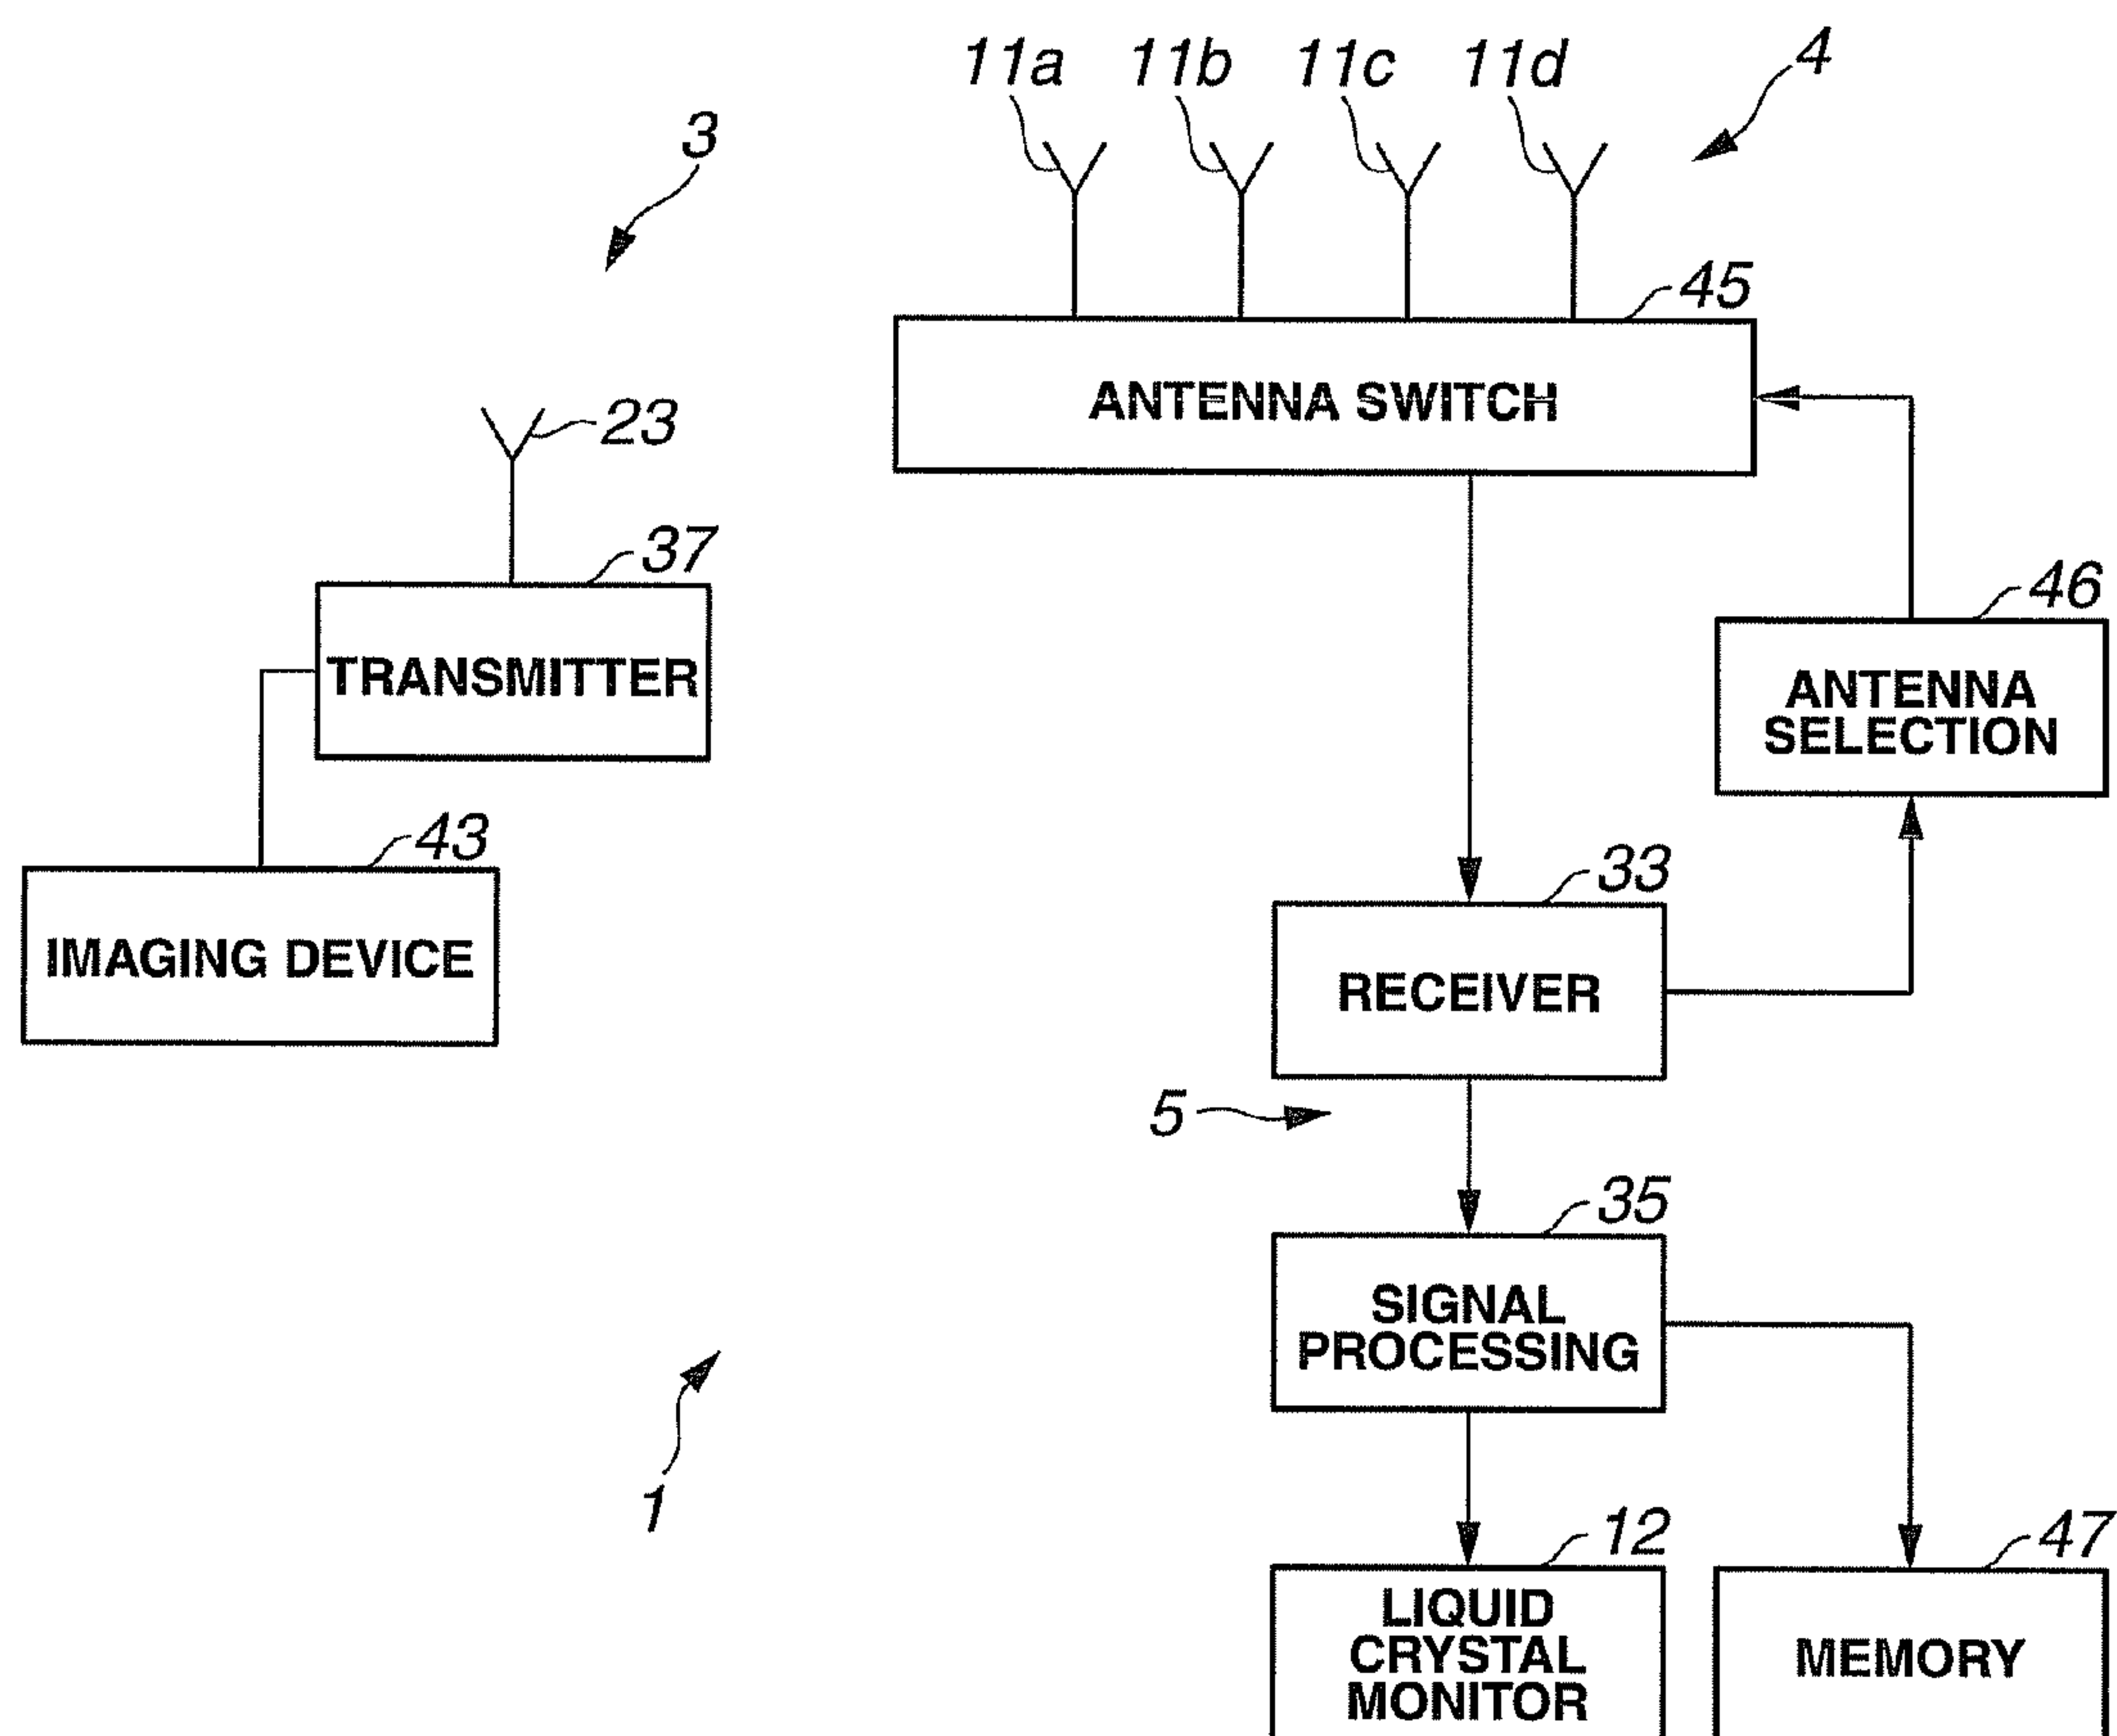 11a 11b 11c 11d
4
3
45
ANTENNA SWITCH
23
37
TRANSMITTER
46
ANTENNA
SELECTION
43
IMAGING DEVICE
33
RECEIVER
5
35
SIGNAL
PROCESSING
1
12
LIQUID
CRYSTAL
MONITOR
47
MEMORY